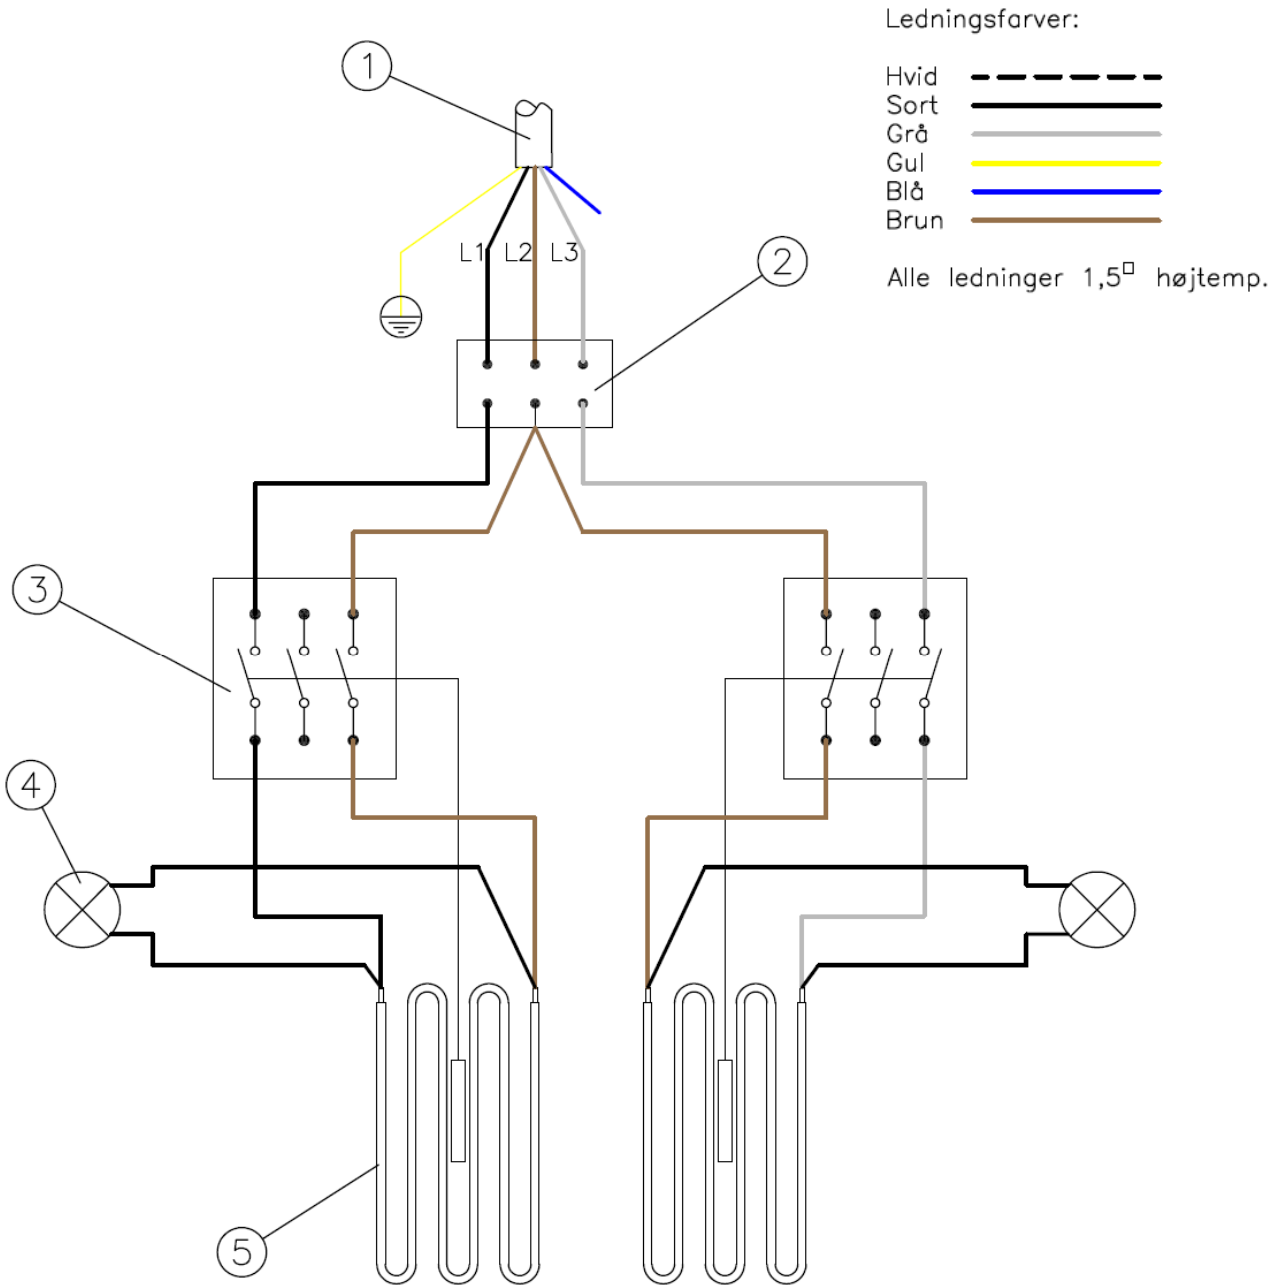 Ledningsfarver:
Hvid
Sort
Grå
Gul
Blå
Brun
Alle ledninger 1,5□ højtemp.
1
L1 L2 L3
2
3
4
5